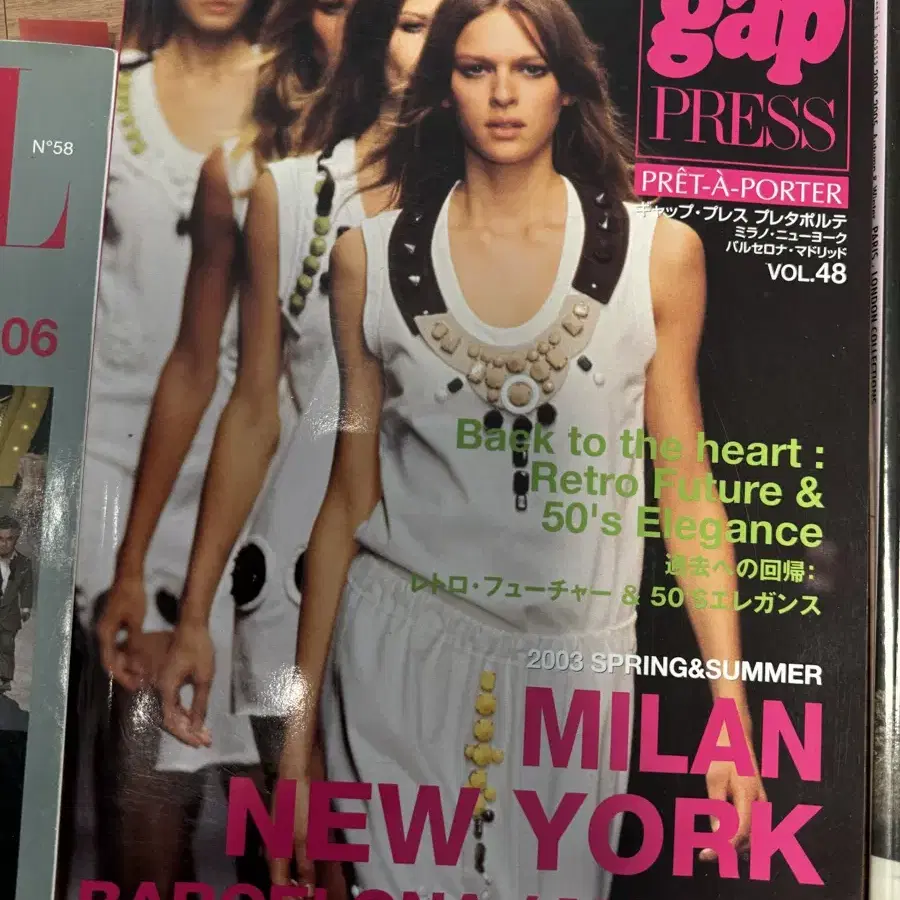 gap
PRESS
PRÊT-À-PORTER
ギャップ・プレス プレタポルテ
ミラノ・ニューヨーク
バルセロナ・マドリッド
VOL.48
Back to the heart :
Retro Future &
50's Elegance
過去への回帰:
レトロ・フューチャー & 50'Sエレガンス
2003 SPRING&SUMMER
MILAN
NEW YORK
BARCELONA /
L
N°58
06
PARIS, LONDON COLLECTIONS